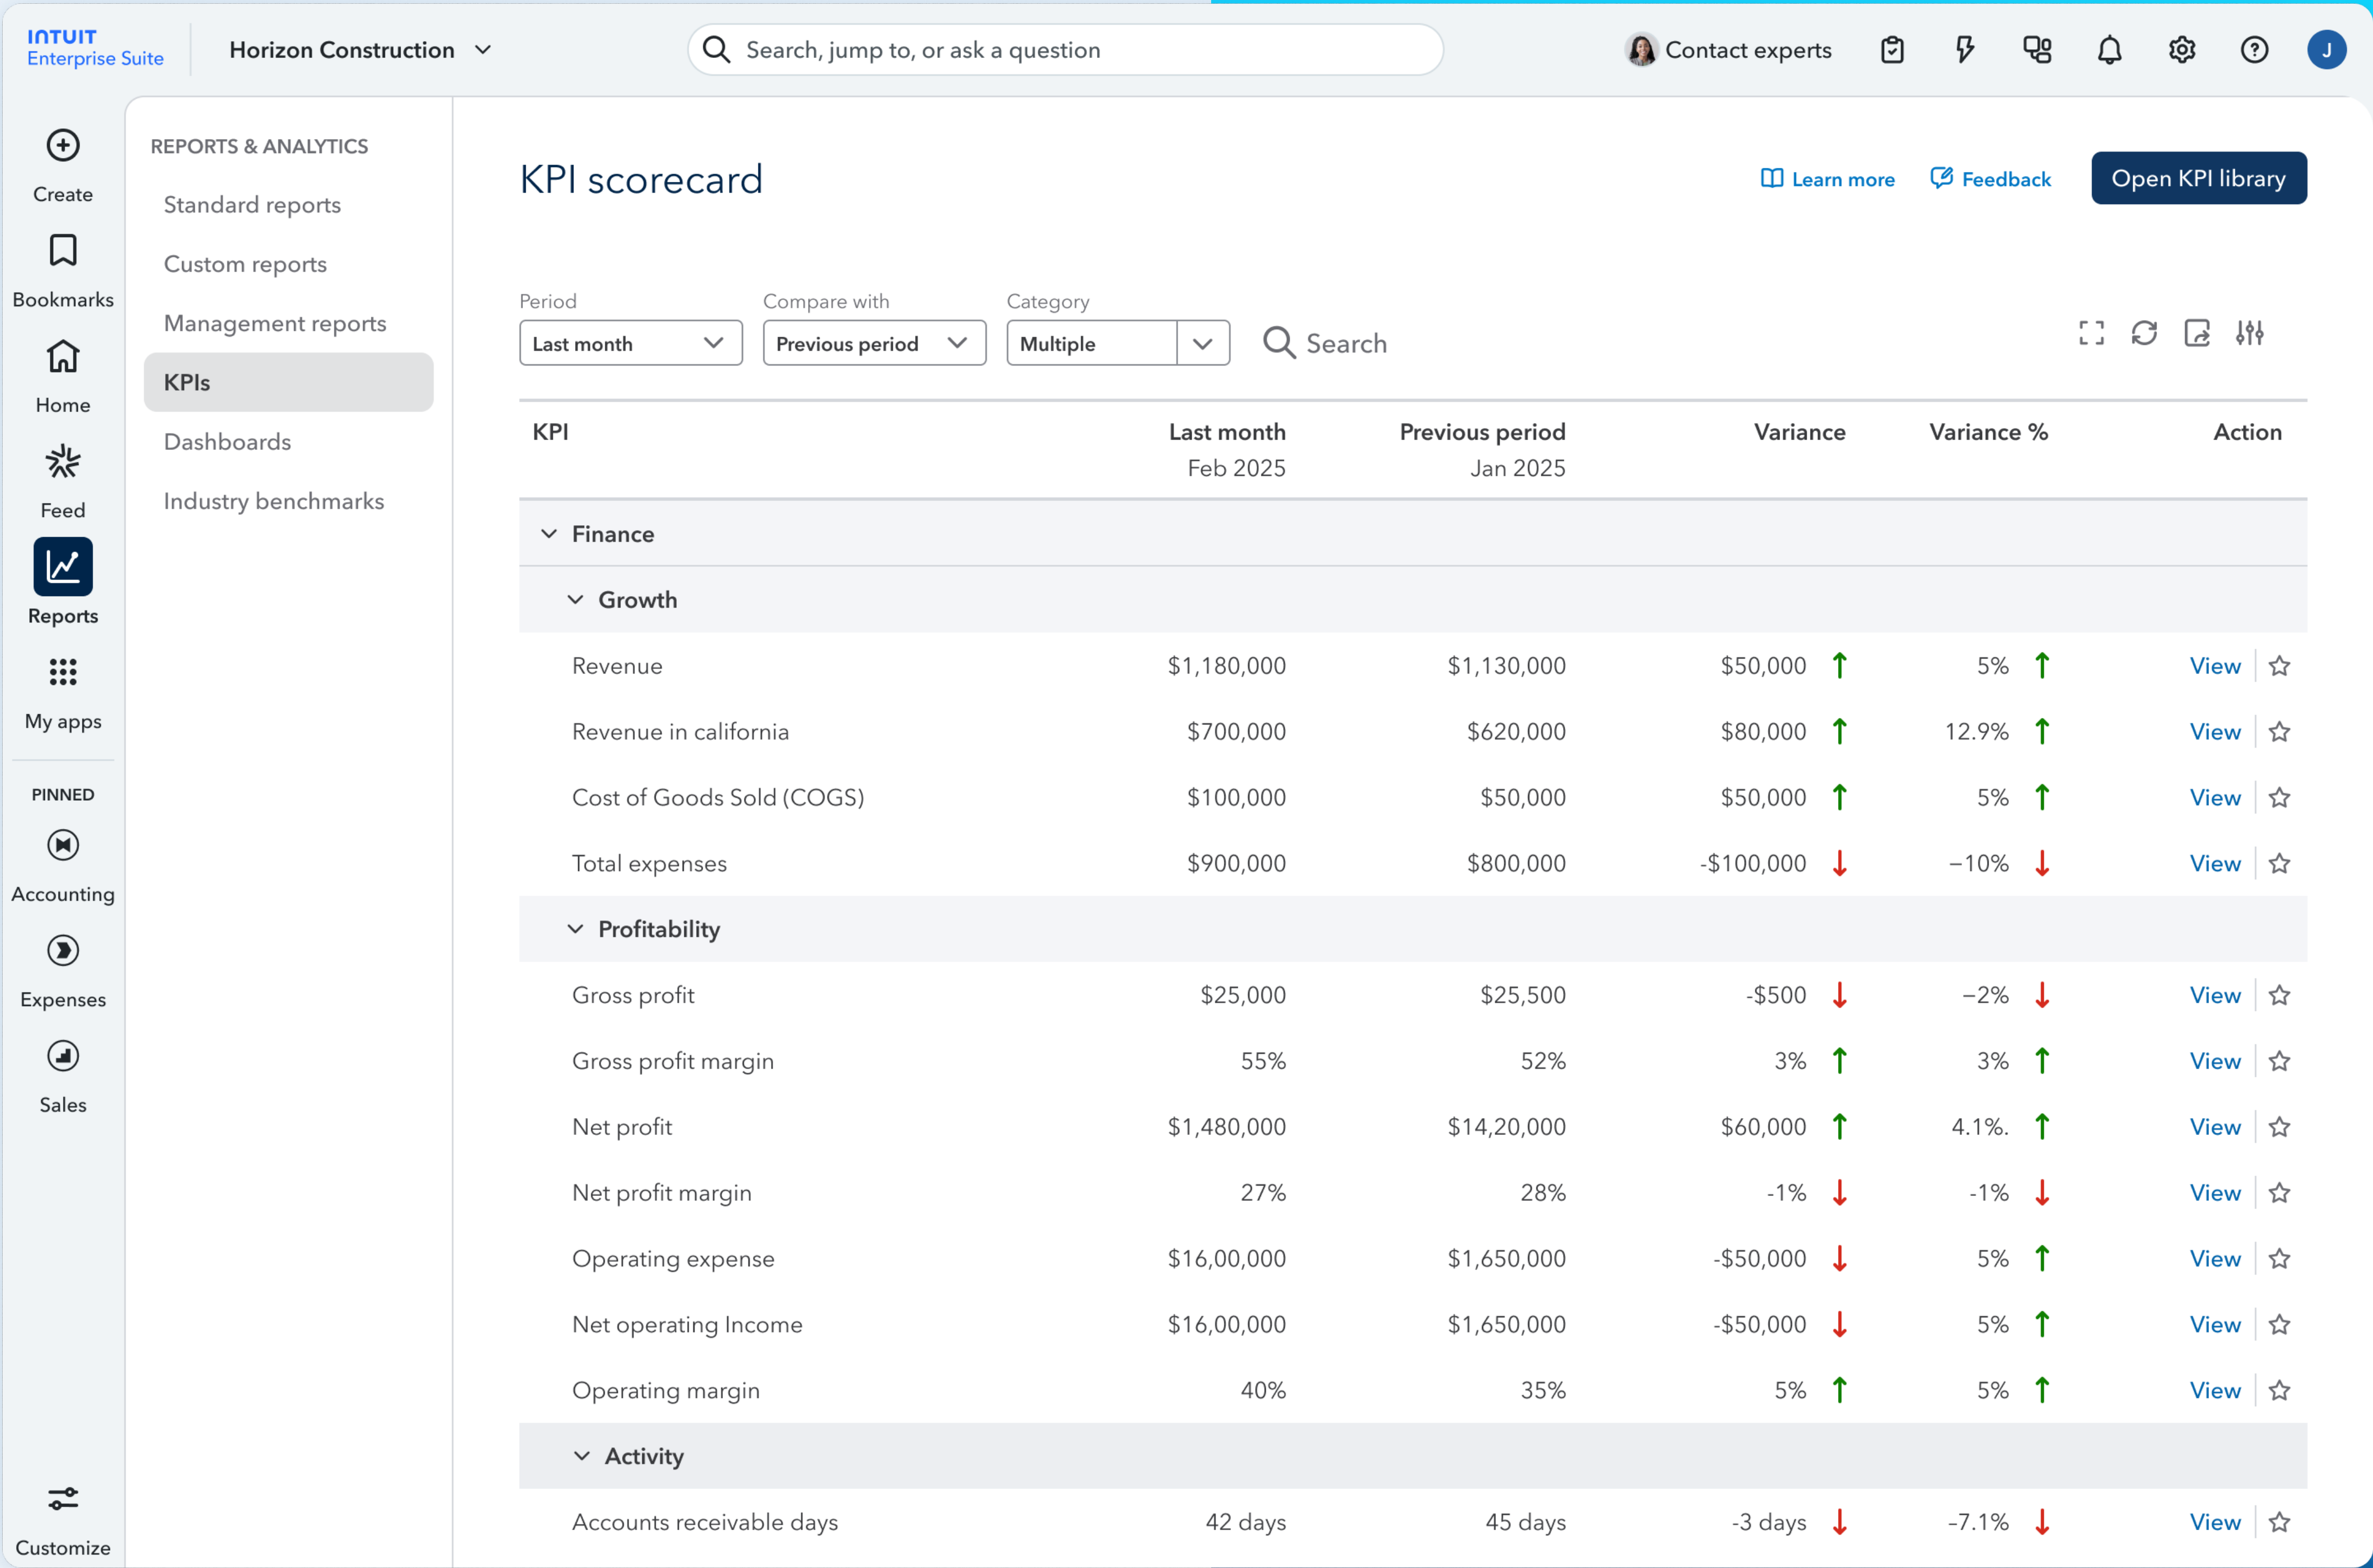 INTUIT
Enterprise Suite
Horizon Construction
Search, jump to, or ask a question
Contact experts
J
Create
Bookmarks
Home
Feed
Reports
My apps
PINNED
Accounting
Expenses
Sales
Customize
REPORTS & ANALYTICS
Standard reports
Custom reports
Management reports
KPIs
Dashboards
Industry benchmarks
KPI scorecard
Learn more
Feedback
Open KPI library
Period
Compare with
Category
Last month
Previous period
Multiple
Search
KPI Last month Previous period Variance Variance % Action
Feb 2025 Jan 2025
Finance
Growth
Revenue $1,180,000 $1,130,000 $50,000 5% View
Revenue in california $700,000 $620,000 $80,000 12.9% View
Cost of Goods Sold (COGS) $100,000 $50,000 $50,000 5% View
Total expenses $900,000 $800,000 -$100,000 –10% View
Profitability
Gross profit $25,000 $25,500 -$500 –2% View
Gross profit margin 55% 52% 3% 3% View
Net profit $1,480,000 $14,20,000 $60,000 4.1%. View
Net profit margin 27% 28% -1% -1% View
Operating expense $16,00,000 $1,650,000 -$50,000 5% View
Net operating Income $16,00,000 $1,650,000 -$50,000 5% View
Operating margin 40% 35% 5% 5% View
Activity
Accounts receivable days 42 days 45 days -3 days -7.1% View